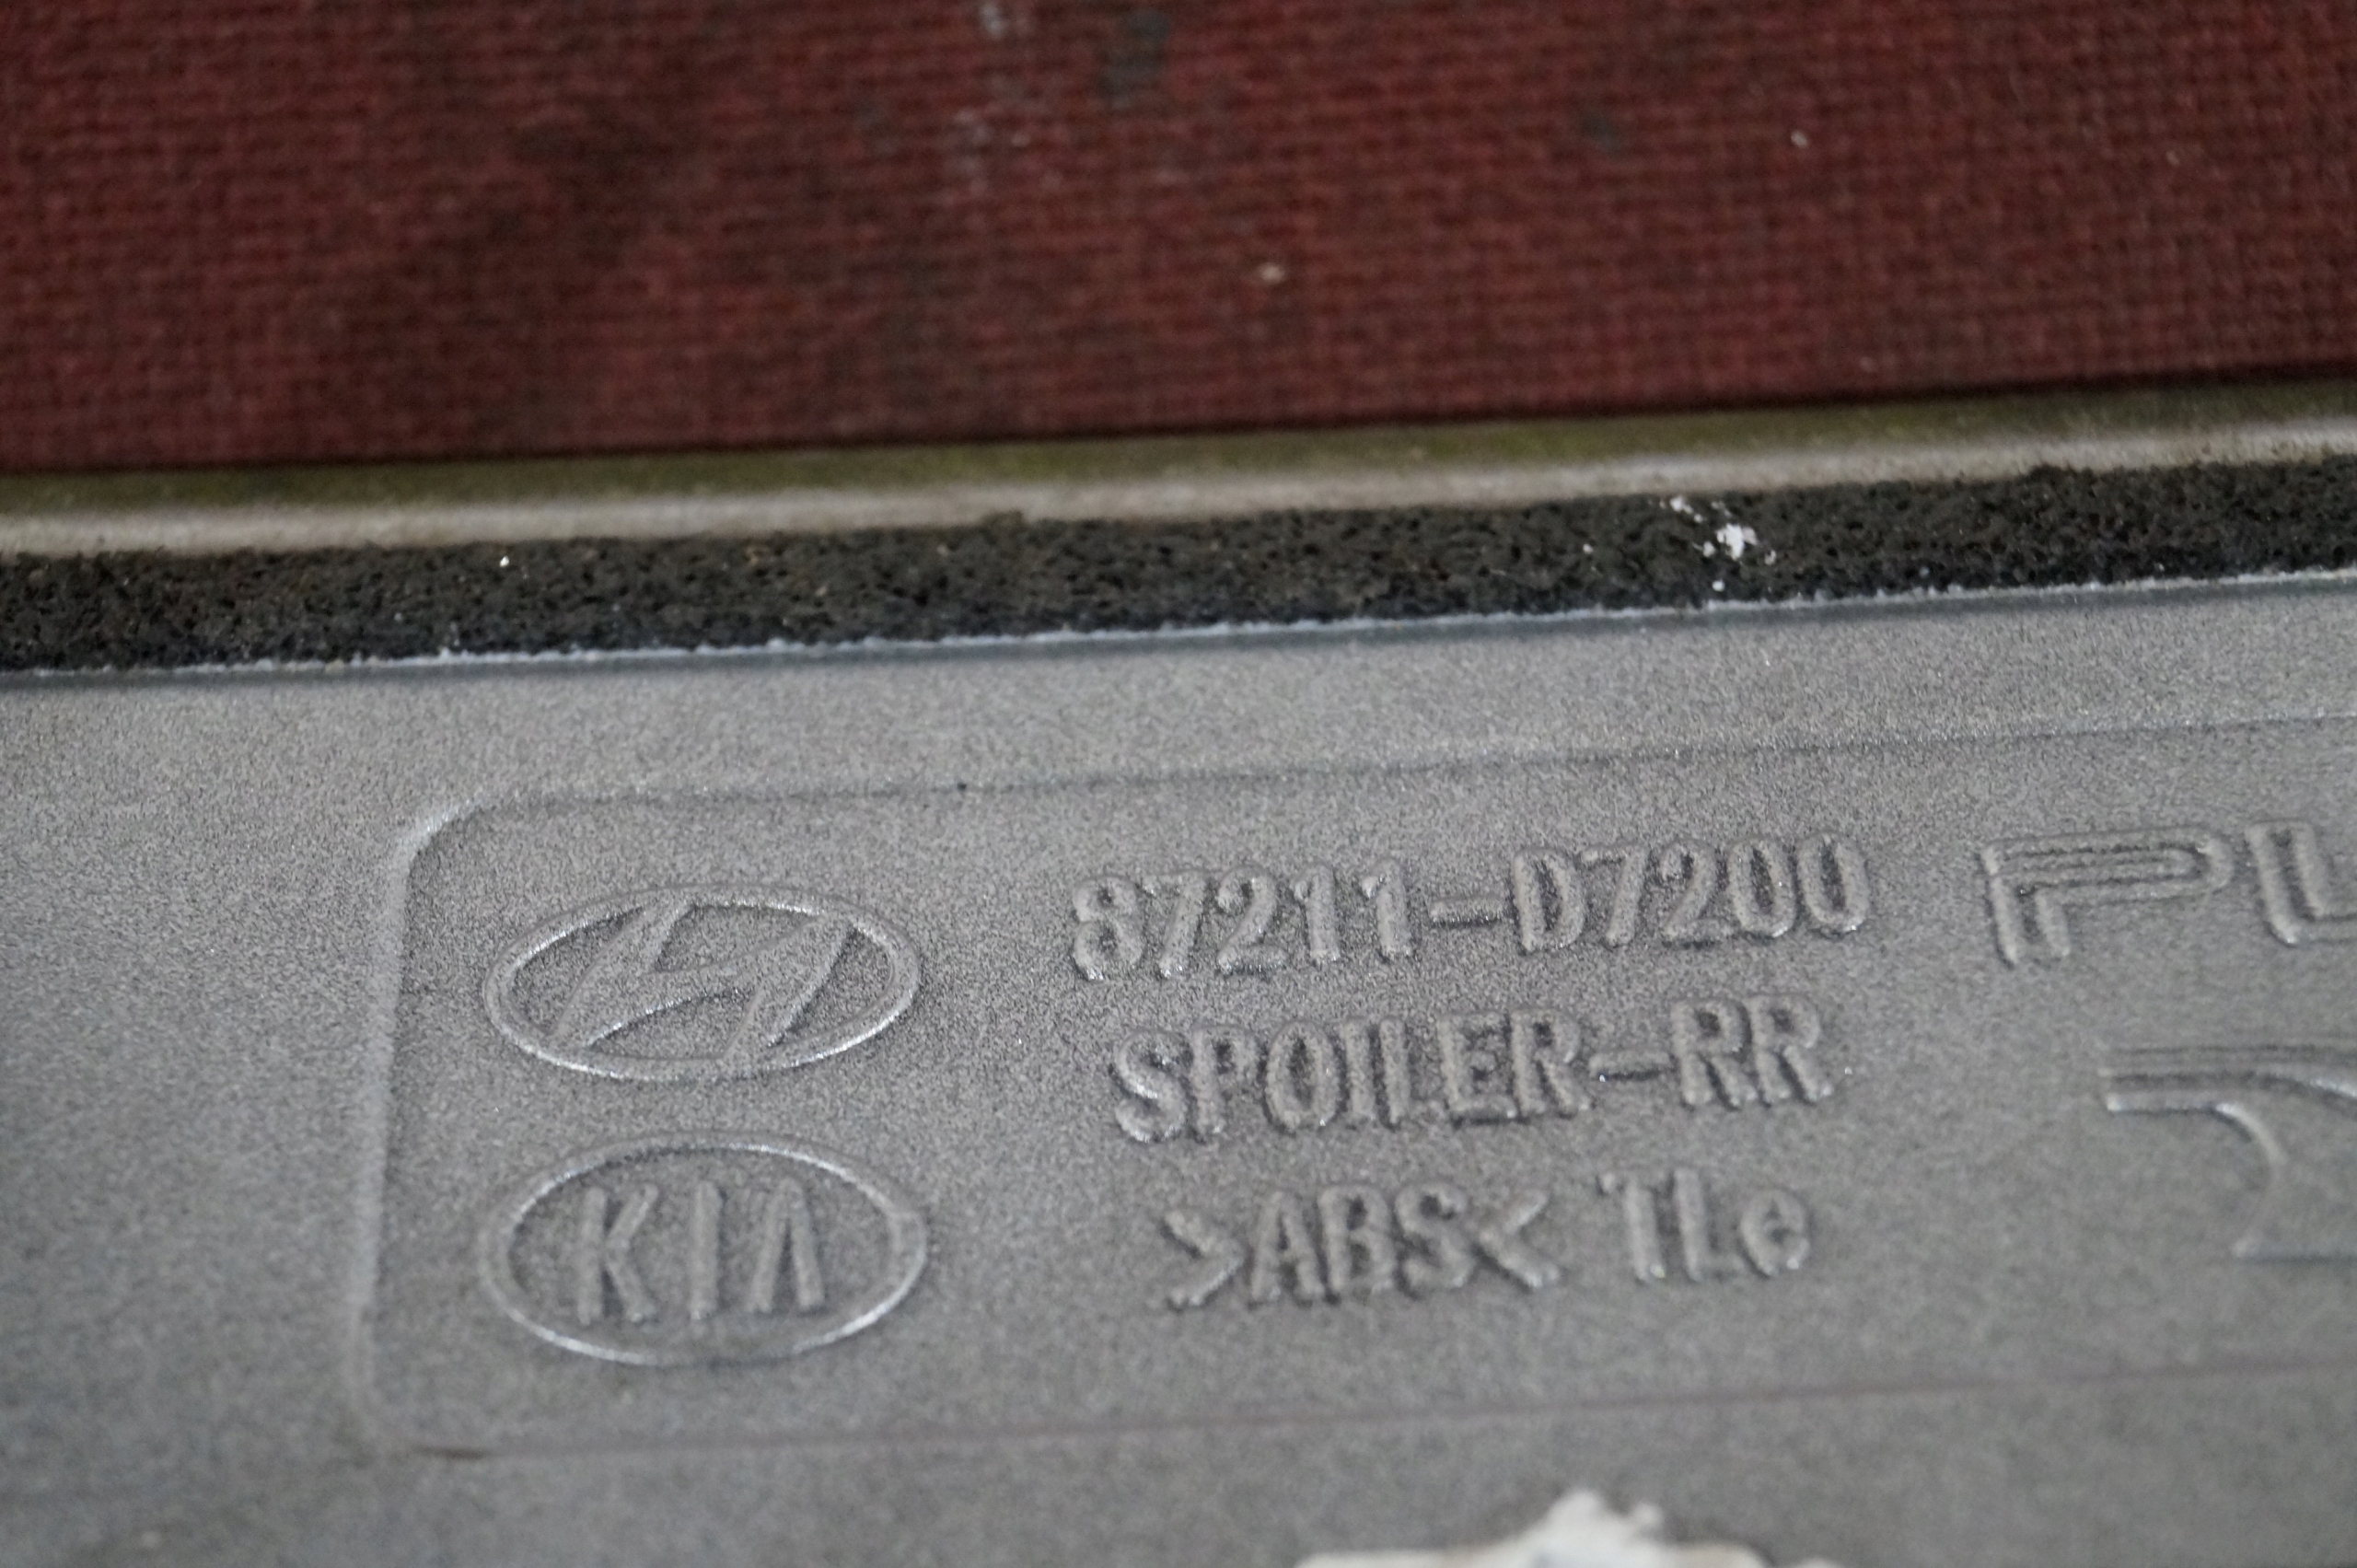 87211-D7200
SPOILER-RR
KIA
>ABS< TLe